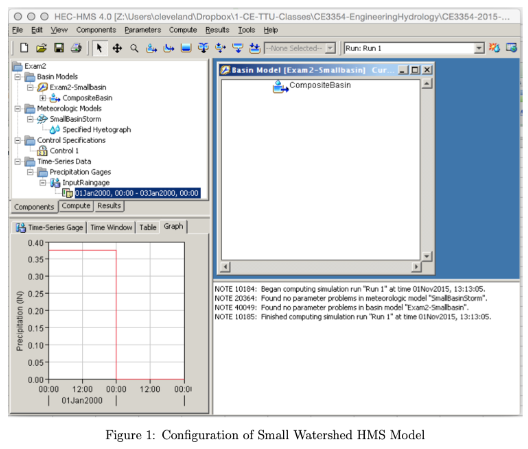 HEC-HMS 4.0 [Z:\Users\cleveland\Dropbox\1-CE-TTU-Classes\CE3354-EngineeringHydrology\CE3354-2015-...
File Edit View Components Parameters Compute Results Tools Help
--None Selected-- Run: Run 1
Exam2
Basin Models
Exam2-Smallbasin
CompositeBasin
Meteorologic Models
SmallBasinStorm
Specified Hyetograph
Control Specifications
Control 1
Time-Series Data
Precipitation Gages
InputRaingage
01Jan2000, 00:00 - 03Jan2000, 00:00
Components Compute Results
Basin Model [Exam2-Smallbasin] Cur...
CompositeBasin
Time-Series Gage Time Window Table Graph
Precipitation (IN)
0.40
0.35
0.30
0.25
0.20
0.15
0.10
0.05
0.00
00:00 12:00 00:00 12:00 00:0
01Jan2000
NOTE 10184: Began computing simulation run "Run 1" at time 01Nov2015, 13:13:05.
NOTE 20364: Found no parameter problems in meteorologic model "SmallBasinStorm".
NOTE 40049: Found no parameter problems in basin model "Exam2-Smallbasin".
NOTE 10185: Finished computing simulation run "Run 1" at time 01Nov2015, 13:13:05.
Figure 1: Configuration of Small Watershed HMS Model